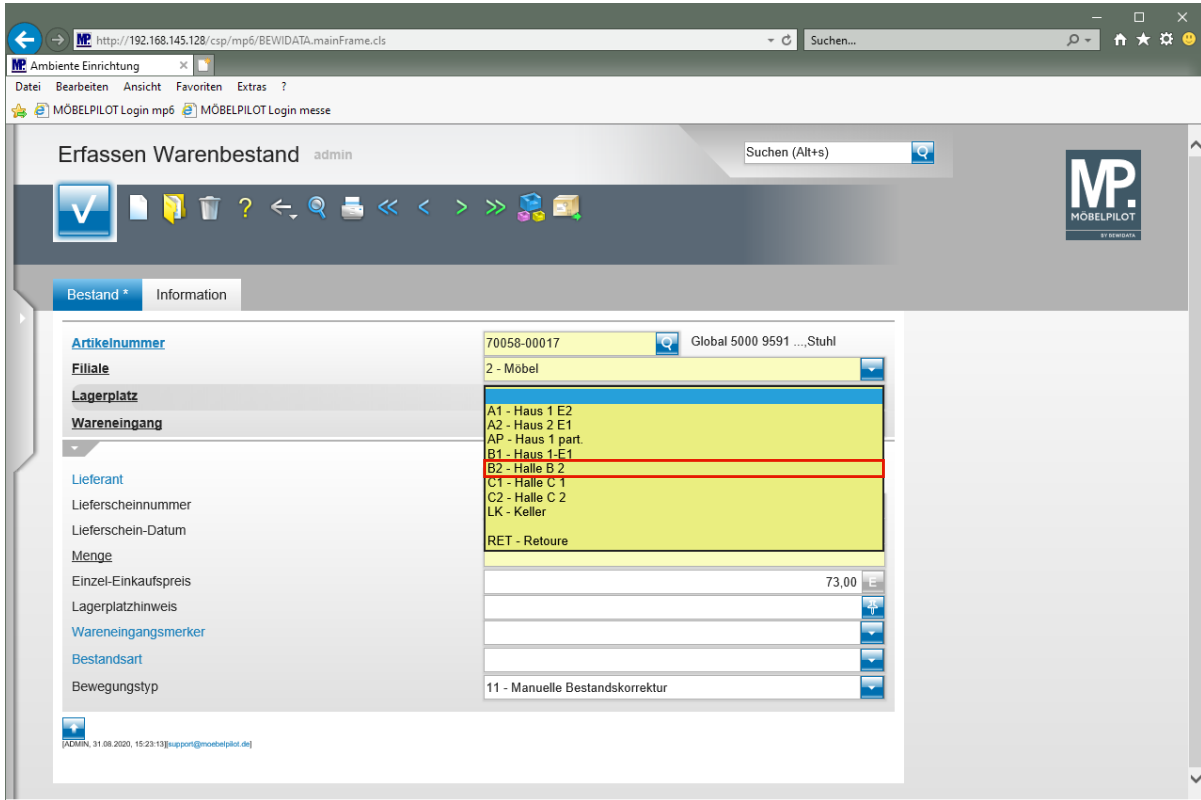 http://192.168.145.128/csp/mp6/BEWIDATA.mainFrame.cls
Suchen...
MP. Ambiente Einrichtung
Datei Bearbeiten Ansicht Favoriten Extras ?
MÖBELPILOT Login mp6 MÖBELPILOT Login messe
Erfassen Warenbestand admin
Suchen (Alt+s)
MP.
MÖBELPILOT
BY BEWIDATA
Bestand * Information
Artikelnummer 70058-00017 Global 5000 9591 ...,Stuhl
Filiale 2 - Möbel
Lagerplatz
Wareneingang
A1 - Haus 1 E2
A2 - Haus 2 E1
AP - Haus 1 part.
B1 - Haus 1-E1
B2 - Halle B 2
C1 - Halle C 1
C2 - Halle C 2
LK - Keller
RET - Retoure
Lieferant
Lieferscheinnummer
Lieferschein-Datum
Menge
Einzel-Einkaufspreis 73,00 E
Lagerplatzhinweis
Wareneingangsmerker
Bestandsart
Bewegungstyp 11 - Manuelle Bestandskorrektur
[ADMIN, 31.08.2020, 15:23:13][support@moebelpilot.de]